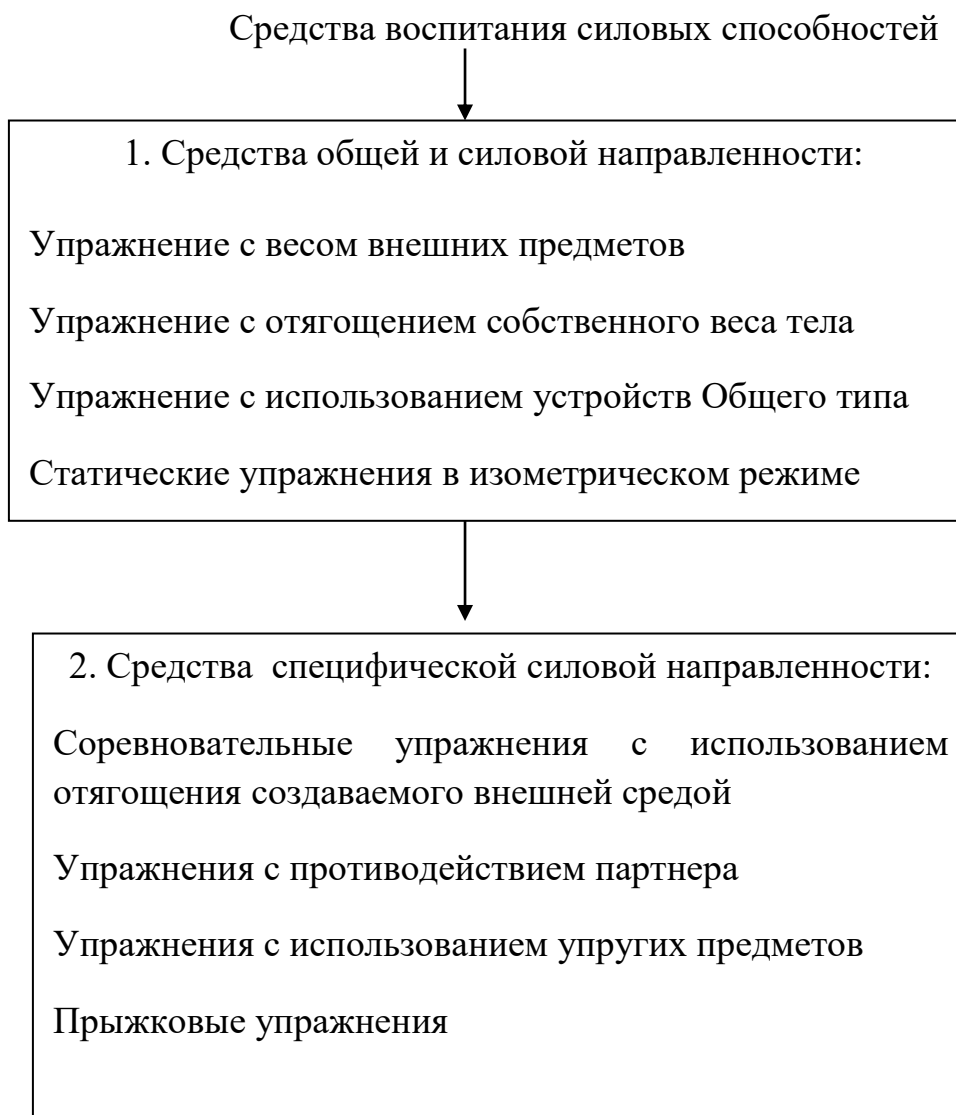 Средства воспитания силовых способностей
1. Средства общей и силовой направленности:
Упражнение с весом внешних предметов
Упражнение с отягощением собственного веса тела
Упражнение с использованием устройств Общего типа
Статические упражнения в изометрическом режиме
2. Средства специфической силовой направленности:
Соревновательные упражнения с использованием
отягощения создаваемого внешней средой
Упражнения с противодействием партнера
Упражнения с использованием упругих предметов
Прыжковые упражнения